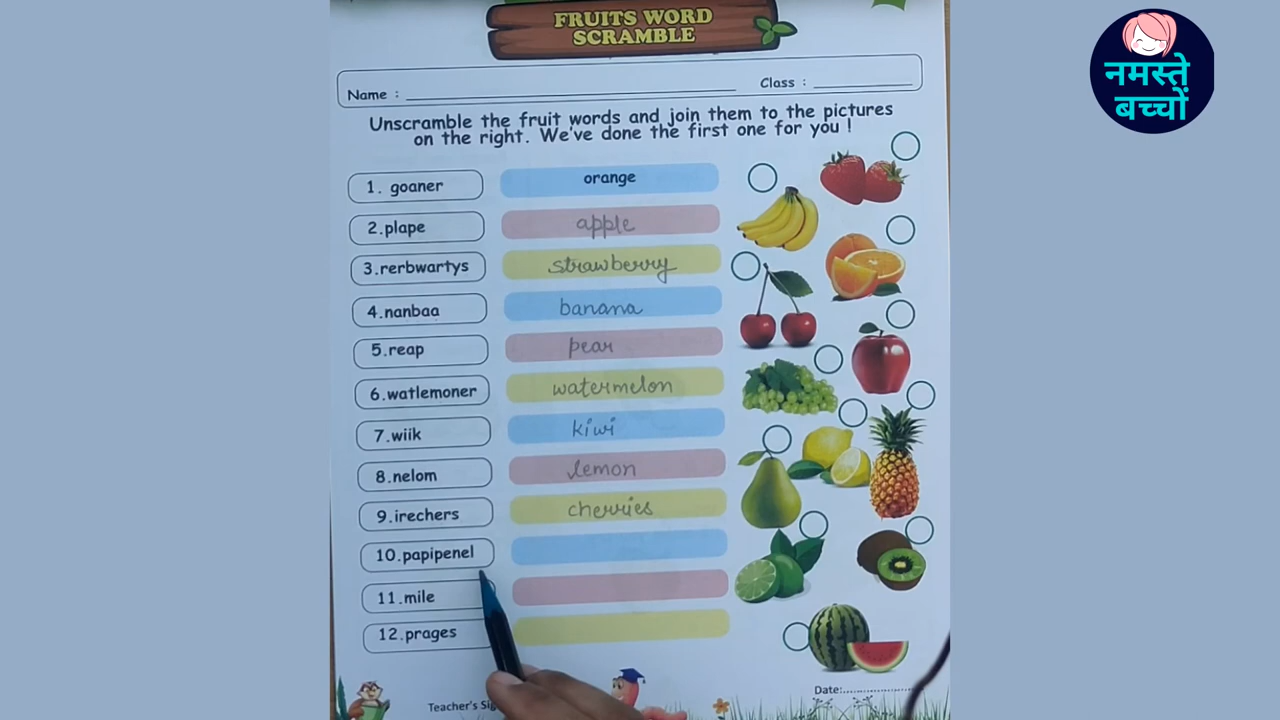 FRUITS WORD
SCRAMBLE
नमस्ते
बच्चों
Name :
Class :
Unscramble the fruit words and join them to the pictures
on the right. We've done the first one for you !
1. goaner
orange
2.plape
apple
3.rerbwartys
strawberry
4.nanbaa
banana
5.reap
pear
6.watlemoner
watermelon
7.wiik
kiwi
8.nelom
lemon
9.irechers
cherries
10.papipenel
11.mile
12.prages
Teacher's
Date: